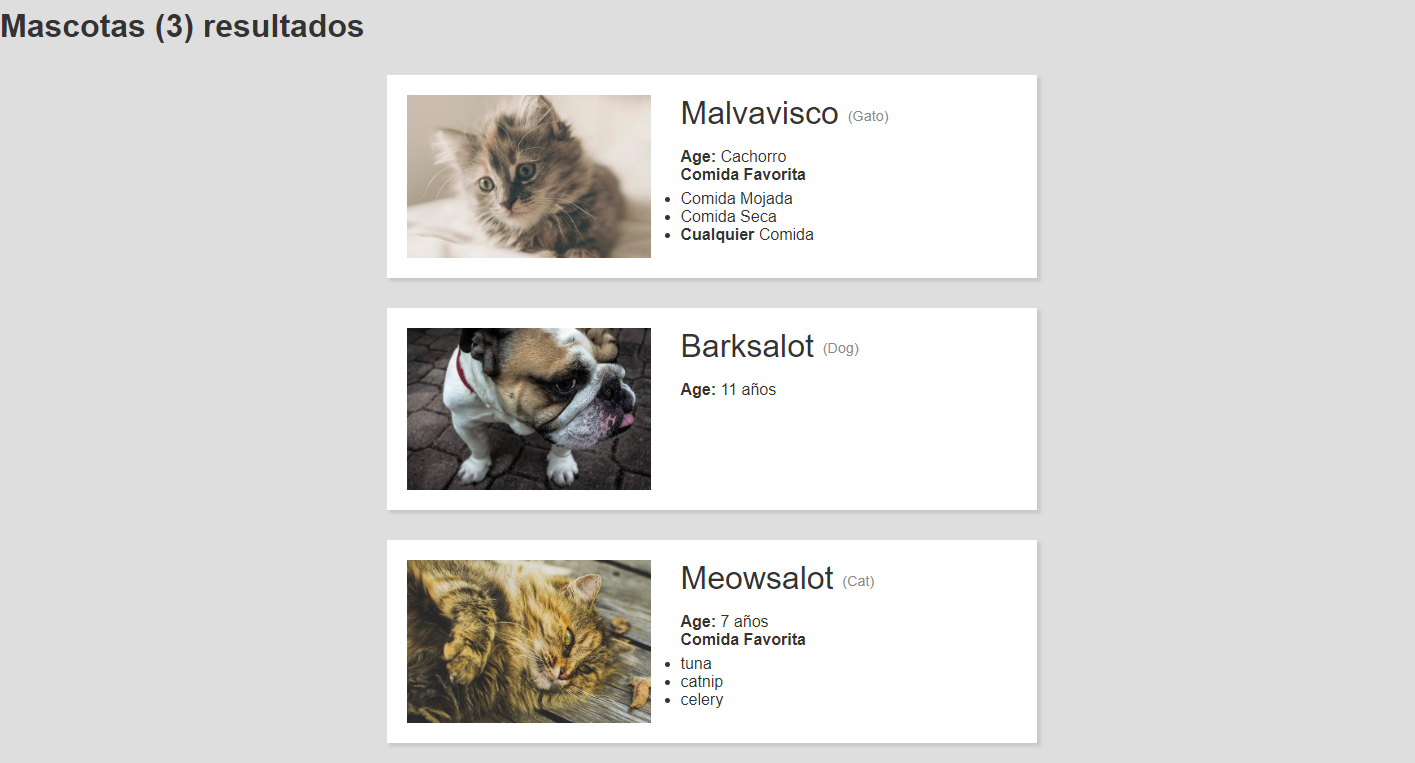 Mascotas (3) resultados
Malvavisco (Gato)
Age: Cachorro
Comida Favorita
• Comida Mojada
• Comida Seca
• Cualquier Comida
Barksalot (Dog)
Age: 11 años
Meowsalot (Cat)
Age: 7 años
Comida Favorita
• tuna
• catnip
• celery